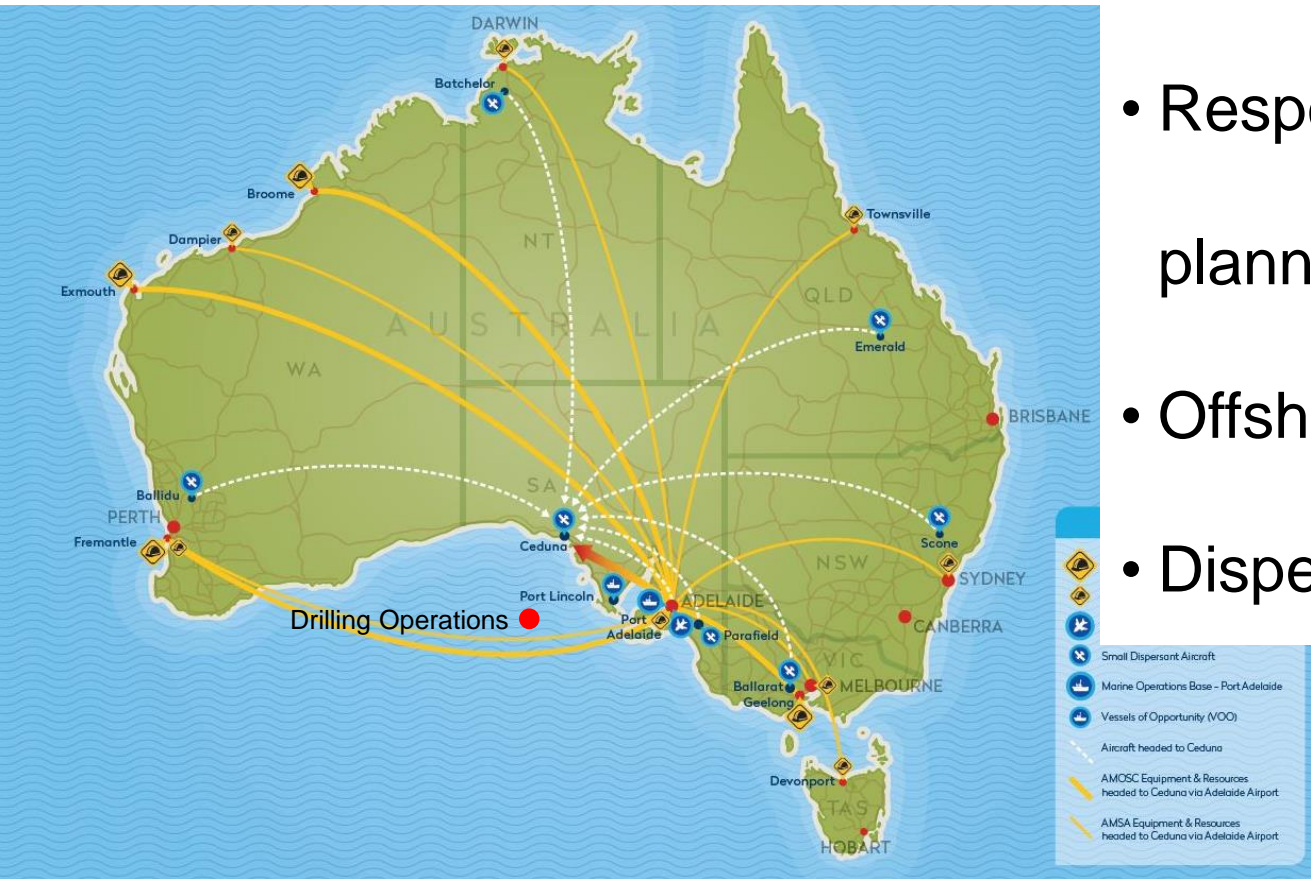 DARWIN
Batchelor
Broome
Townsville
Dampier
NT
Exmouth
QLD
AUSTRALIA
Emerald
WA
BRISBANE
SA
Ballidu
PERTH
Fremantle
Ceduna
Scone
NSW
SYDNEY
Port Lincoln
ADELAIDE
Drilling Operations
Port
Adelaide
Parafield
CANBERRA
VIC
Ballarat
MELBOURNE
Geelong
Devonport
TAS
HOBART
• Resp
plann
• Offsh
• Dispe
Small Dispersant Aircraft
Marine Operations Base - Port Adelaide
Vessels of Opportunity (VOO)
Aircraft headed to Ceduna
AMOSC Equipment & Resources
headed to Ceduna via Adelaide Airport
AMSA Equipment & Resources
headed to Ceduna via Adelaide Airport